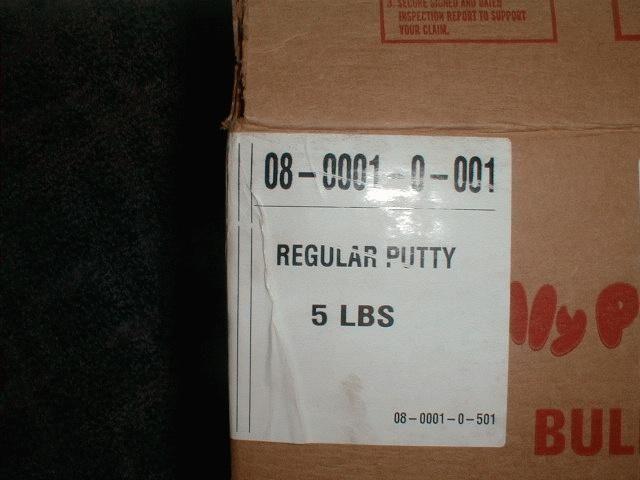 3. SECURE SIGNED AND DATED
INSPECTION REPORT TO SUPPORT
YOUR CLAIM.
08-0001-0-001
REGULAR PUTTY
5 LBS
lly P
BUL
08-0001-0-501